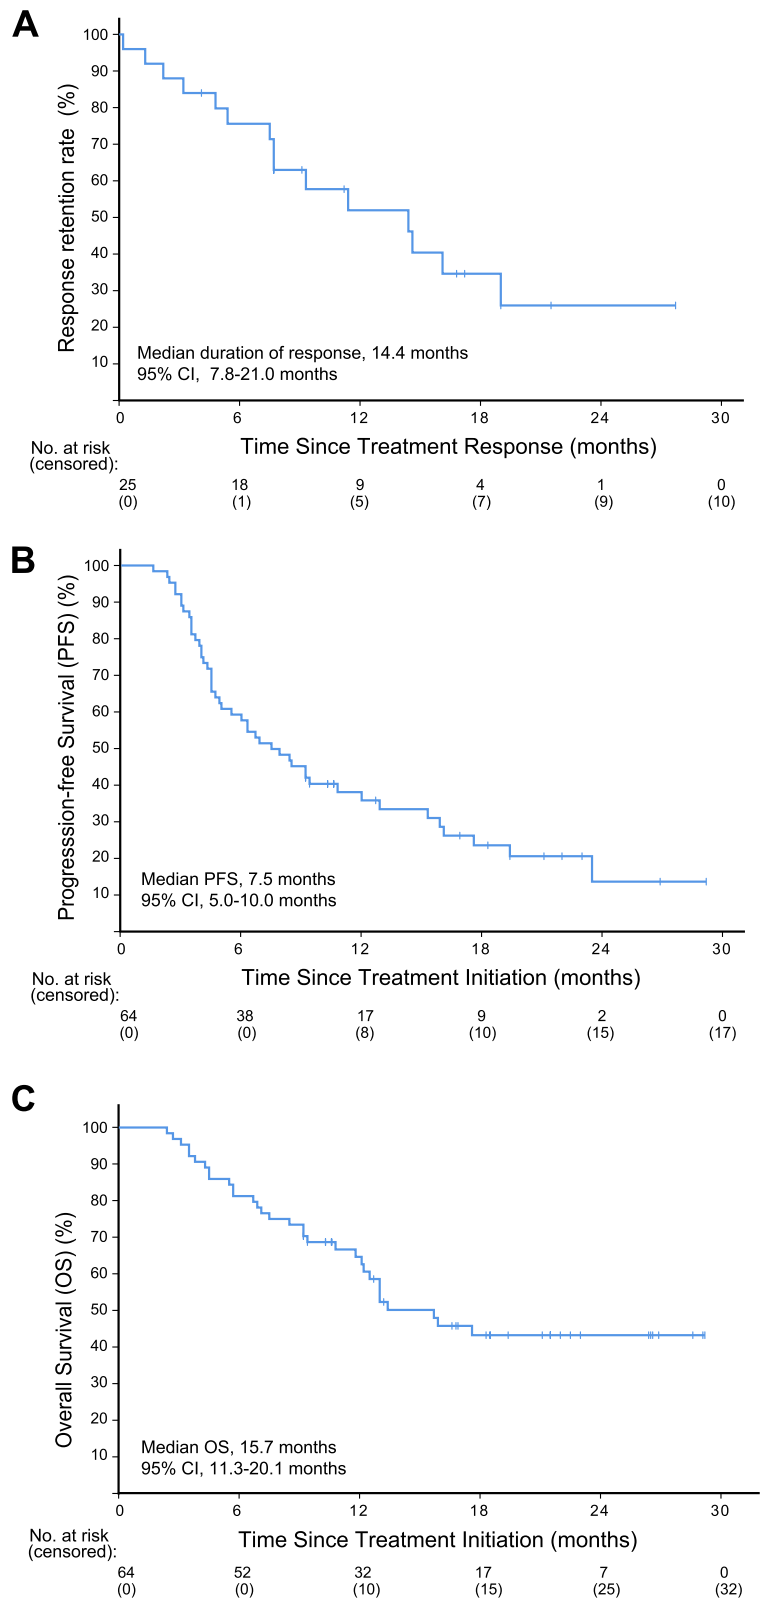 A
Response retention rate (%)
100
90
80
70
60
50
40
30
20
10
Median duration of response, 14.4 months
95% CI, 7.8-21.0 months
0 6 12 18 24 30
Time Since Treatment Response (months)
No. at risk
(censored):
25 18 9 4 1 0
(0) (1) (5) (7) (9) (10)
B
Progresssion-free Survival (PFS) (%)
100
90
80
70
60
50
40
30
20
10
Median PFS, 7.5 months
95% CI, 5.0-10.0 months
0 6 12 18 24 30
Time Since Treatment Initiation (months)
No. at risk
(censored):
64 38 17 9 2 0
(0) (0) (8) (10) (15) (17)
C
Overall Survival (OS) (%)
100
90
80
70
60
50
40
30
20
10
Median OS, 15.7 months
95% CI, 11.3-20.1 months
0 6 12 18 24 30
Time Since Treatment Initiation (months)
No. at risk
(censored):
64 52 32 17 7 0
(0) (0) (10) (15) (25) (32)